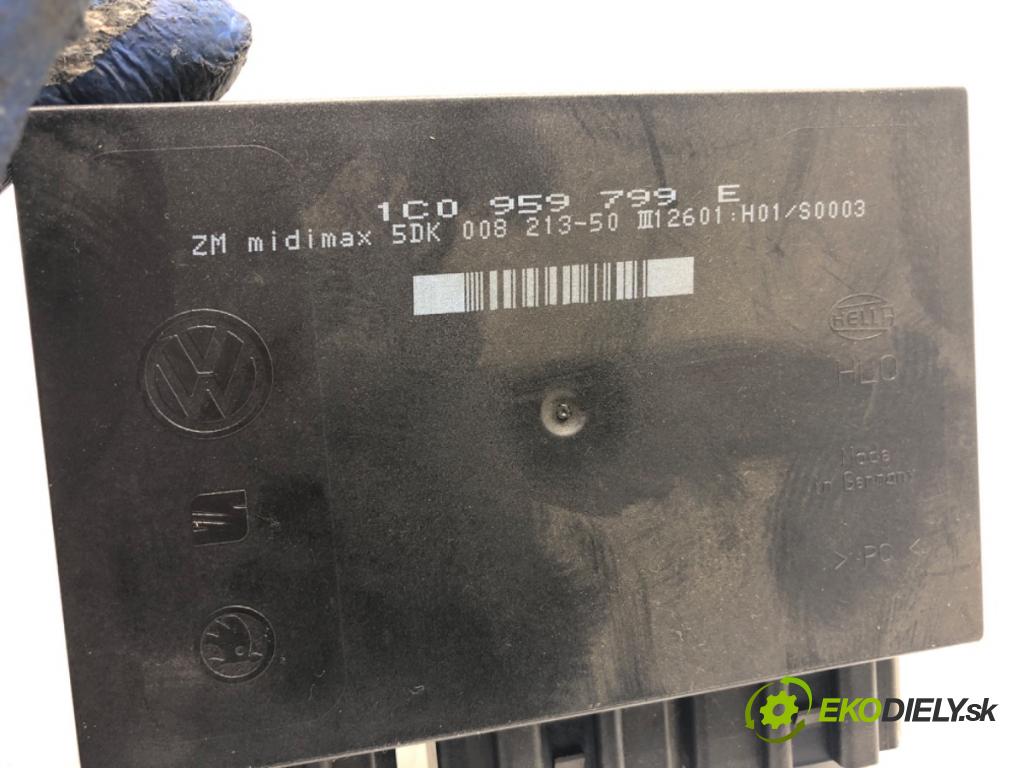 1C0 959 799 E
ZM midimax 5DK 008 213-50 III12601:H01/S0003
HELLA
Made
in Germany
> PC <
EKODIELY.sk